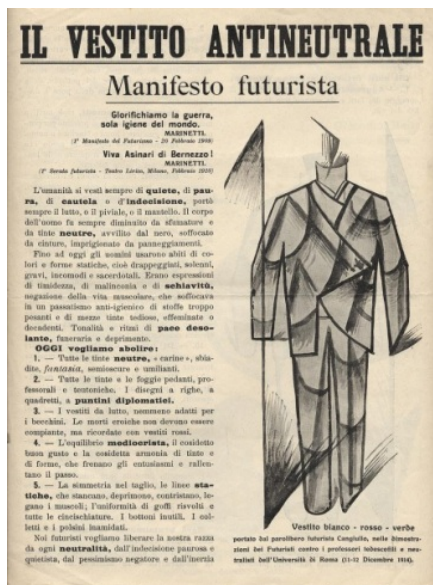 IL VESTITO ANTINEUTRALE
Manifesto futurista
Glorifichiamo la guerra,
sola igiene del mondo.
MARINETTI.
(1° Manifesto del Futurismo - 20 Febbraio 1909)
Viva Asinari di Bernezzo!
MARINETTI.
(1ª Serata futurista - Teatro Lirico, Milano, Febbraio 1910)
L'umanità si vestì sempre di quiete, di pau-
ra, di cautela o d'indecisione, portò
sempre il lutto, o il piviale, o il mantello. Il corpo
dell'uomo fu sempre diminuito da sfumature e
da tinte neutre, avvilito dal nero, soffocato
da cinture, imprigionato da panneggiamenti.
Fino ad oggi gli uomini usarono abiti di co-
lori e forme statiche, cioè drappeggiati, solenni,
gravi, incomodi e sacerdotali. Erano espressioni
di timidezza, di malinconia e di schiavitù,
negazione della vita muscolare, che soffocava
in un passatismo anti-igienico di stoffe troppo
pesanti e di mezze tinte tediose, effeminate o
decadenti. Tonalità e ritmi di pace deso-
lante, funeraria e deprimente.
OGGI vogliamo abolire:
1. — Tutte le tinte neutre, « carine », sbia-
dite, fantasia, semioscure e umilianti.
2. — Tutte le tinte e le foggie pedanti, pro-
fessorali e teutoniche. I disegni a righe, a
quadretti, a puntini diplomatici.
3. — I vestiti da lutto, nemmeno adatti per
i becchini. Le morti eroiche non devono essere
compiante, ma ricordate con vestiti rossi.
4. — L'equilibrio mediocrista, il cosidetto
buon gusto e la cosidetta armonia di tinte e
di forme, che frenano gli entusiasmi e rallen-
tano il passo.
5. — La simmetria nel taglio, le linee sta-
tiche, che stancano, deprimono, contristano, le-
gano i muscoli; l'uniformità di goffi risvolti e
tutte le cincischiature. I bottoni inutili. I col-
letti e i polsini inamidati.
Noi futuristi vogliamo liberare la nostra razza
da ogni neutralità, dall'indecisione paurosa e
quietista, dal pessimismo negatore e dall'inerzia
Vestito bianco - rosso - verde
portato dal parolibero futurista Cangiullo, nelle dimostra-
zioni dei Futuristi contro i professori tedescofili e neu-
tralisti dell'Università di Roma (11-12 Dicembre 1914).